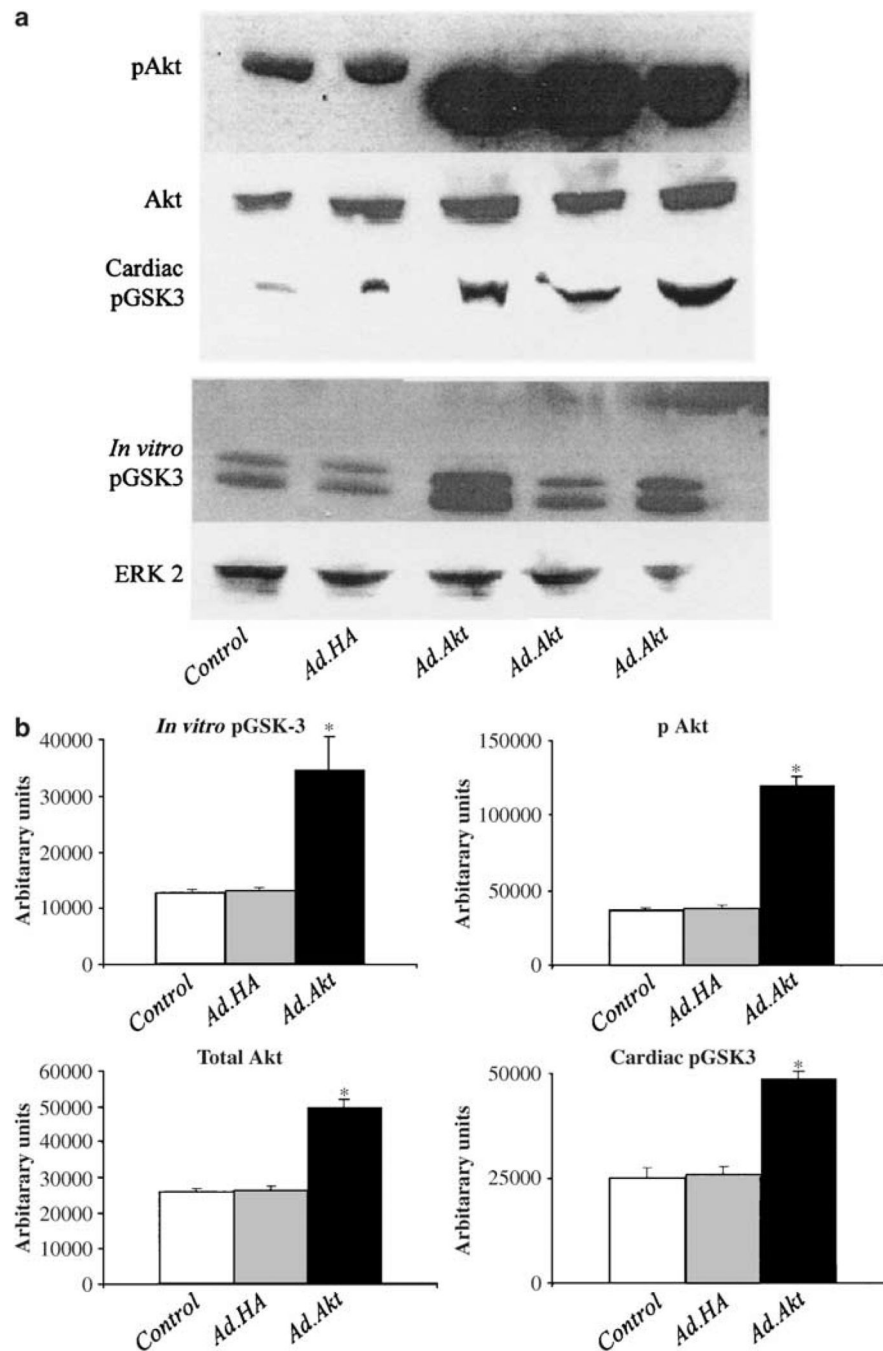 a
pAkt
Akt
Cardiac
pGSK3
In vitro
pGSK3
ERK 2
Control
Ad.HA
Ad.Akt
Ad.Akt
Ad.Akt
b
In vitro pGSK-3
*
40000
30000
20000
10000
0
Arbitarary units
Control
Ad.HA
Ad.Akt
p Akt
*
150000
100000
50000
0
Arbitarary units
Control
Ad.HA
Ad.Akt
Total Akt
*
60000
50000
40000
30000
20000
10000
0
Arbitarary units
Control
Ad.HA
Ad.Akt
Cardiac pGSK3
*
50000
25000
0
Arbitarary units
Control
Ad.HA
Ad.Akt